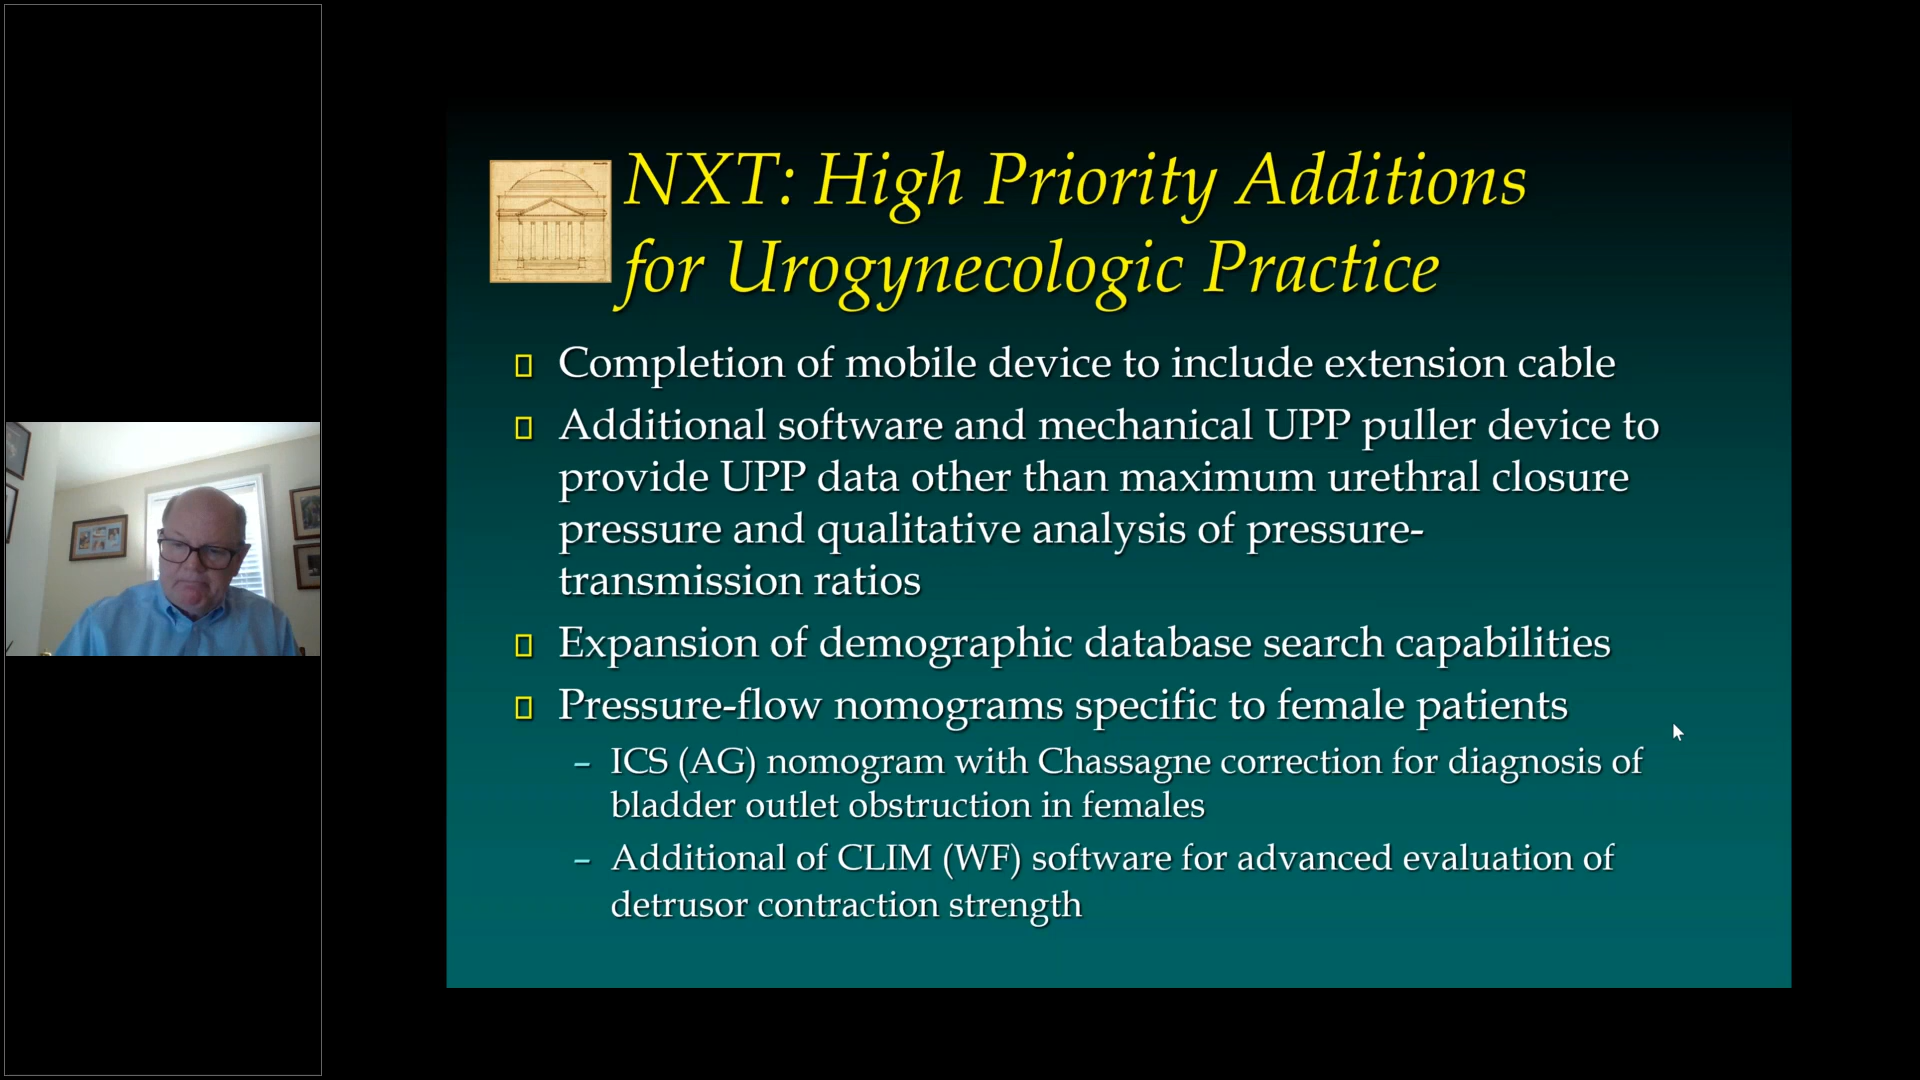 NXT: High Priority Additions
for Urogynecologic Practice
Completion of mobile device to include extension cable
Additional software and mechanical UPP puller device to
provide UPP data other than maximum urethral closure
pressure and qualitative analysis of pressure-
transmission ratios
Expansion of demographic database search capabilities
Pressure-flow nomograms specific to female patients
– ICS (AG) nomogram with Chassagne correction for diagnosis of
bladder outlet obstruction in females
– Additional of CLIM (WF) software for advanced evaluation of
detrusor contraction strength